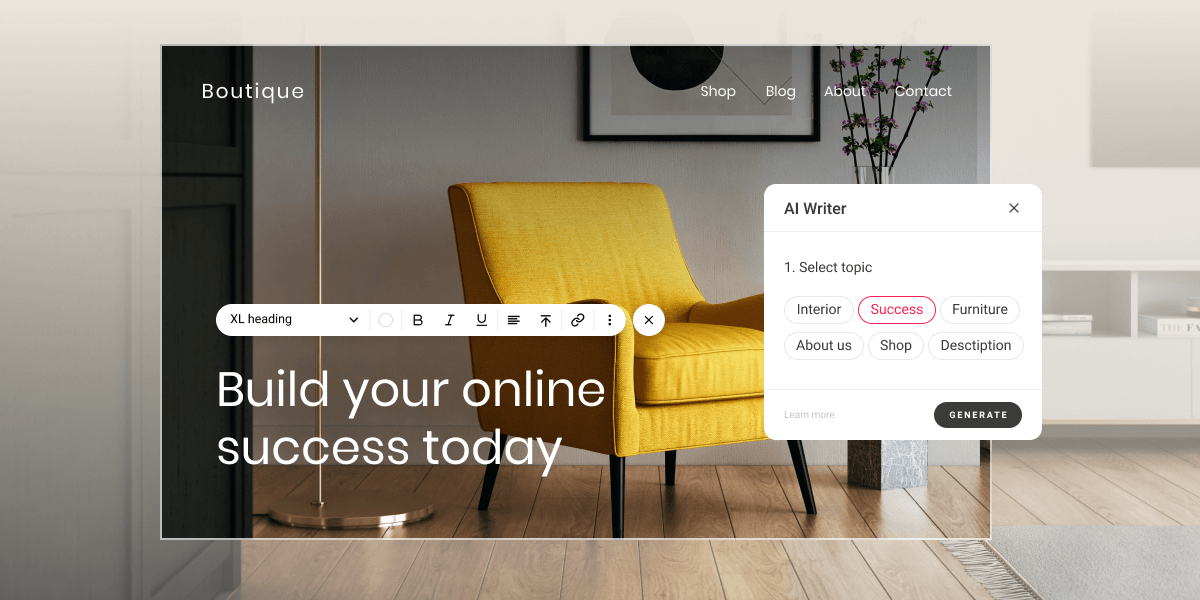 Boutique
Shop Blog About Contact
AI Writer
1. Select topic
Interior Success Furniture
About us Shop Desctiption
Learn more GENERATE
XL heading B I U
Build your online
success today